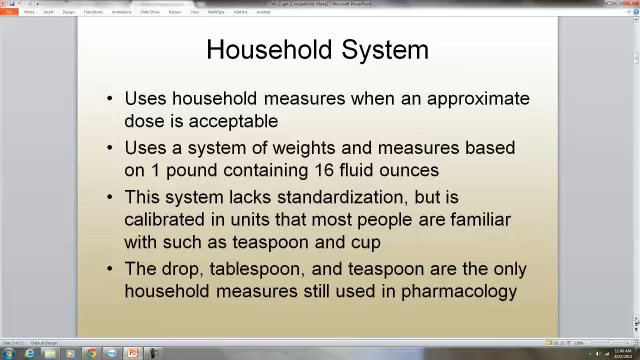 Household System
• Uses household measures when an approximate
dose is acceptable
• Uses a system of weights and measures based
on 1 pound containing 16 fluid ounces
• This system lacks standardization, but is
calibrated in units that most people are familiar
with such as teaspoon and cup
• The drop, tablespoon, and teaspoon are the only
household measures still used in pharmacology